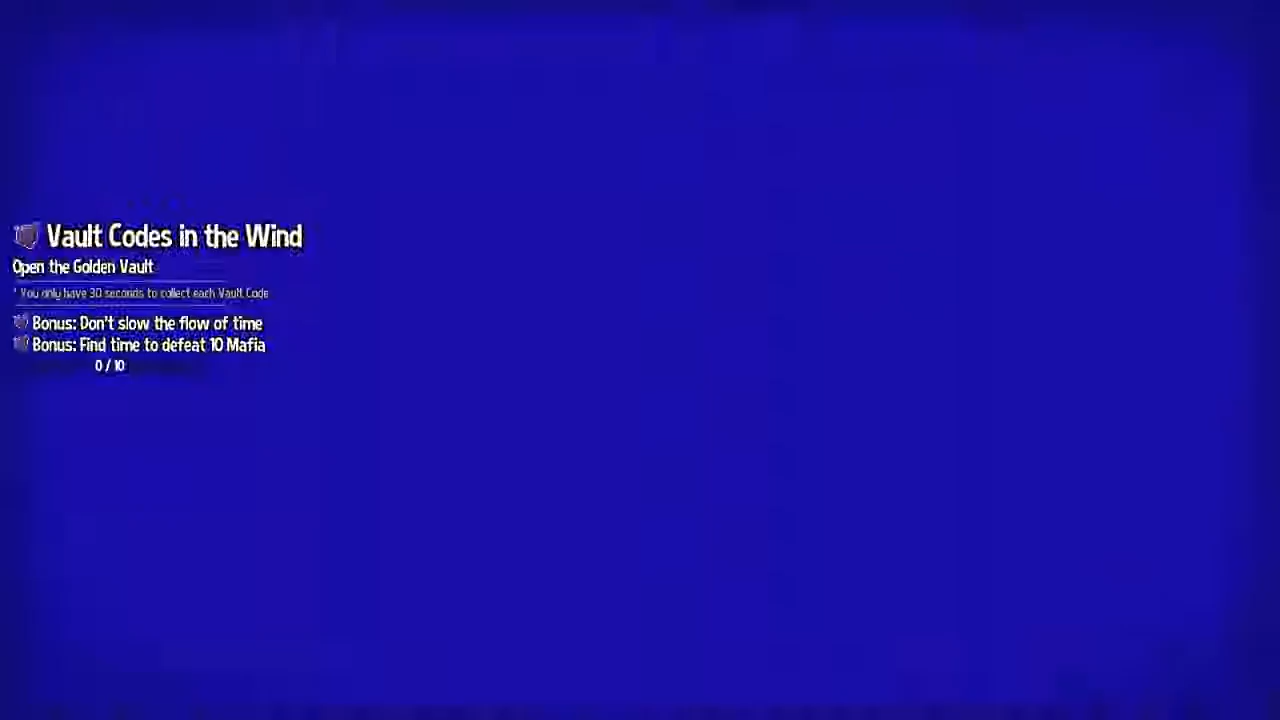 Vault Codes in the Wind
Open the Golden Vault
* You only have 30 seconds to collect each Vault Code
Bonus: Don't slow the flow of time
Bonus: Find time to defeat 10 Mafia
0 / 10